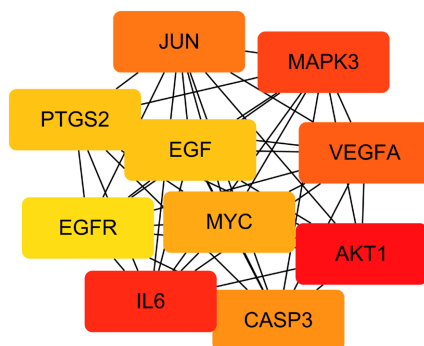 JUN
MAPK3
PTGS2
EGF
VEGFA
EGFR
MYC
AKT1
IL6
CASP3